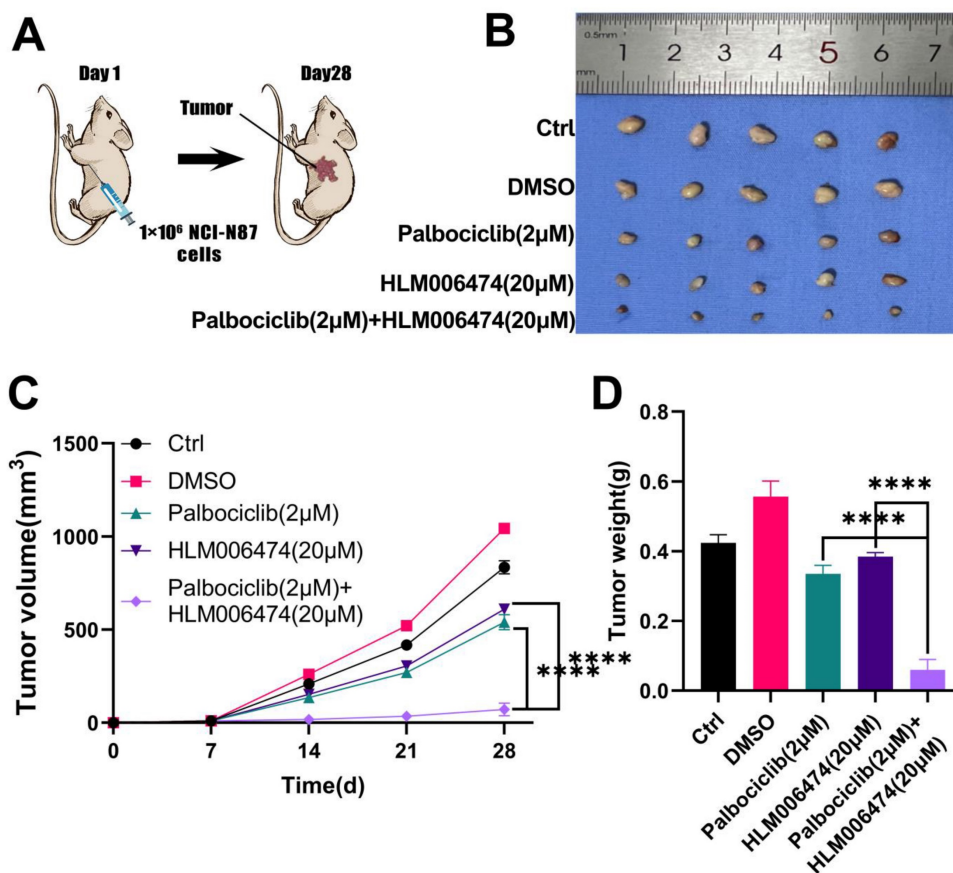 A
Day 1
Day28
Tumor
1×10⁶ NCI-N87
cells
B
0.5mm 1 2 3 4 5 6 7
mm
Ctrl
DMSO
Palbociclib(2μM)
HLM006474(20μM)
Palbociclib(2μM)+HLM006474(20μM)
C
Tumor volume(mm³)
1500
1000
500
0
Ctrl
DMSO
Palbociclib(2μM)
HLM006474(20μM)
Palbociclib(2μM)+
HLM006474(20μM)
****
****
0 7 14 21 28
Time(d)
D
Tumor weight(g)
0.8
0.6
0.4
0.2
0.0
****
****
Ctrl
DMSO
Palbociclib(2μM)
HLM006474(20μM)
Palbociclib(2μM)+
HLM006474(20μM)